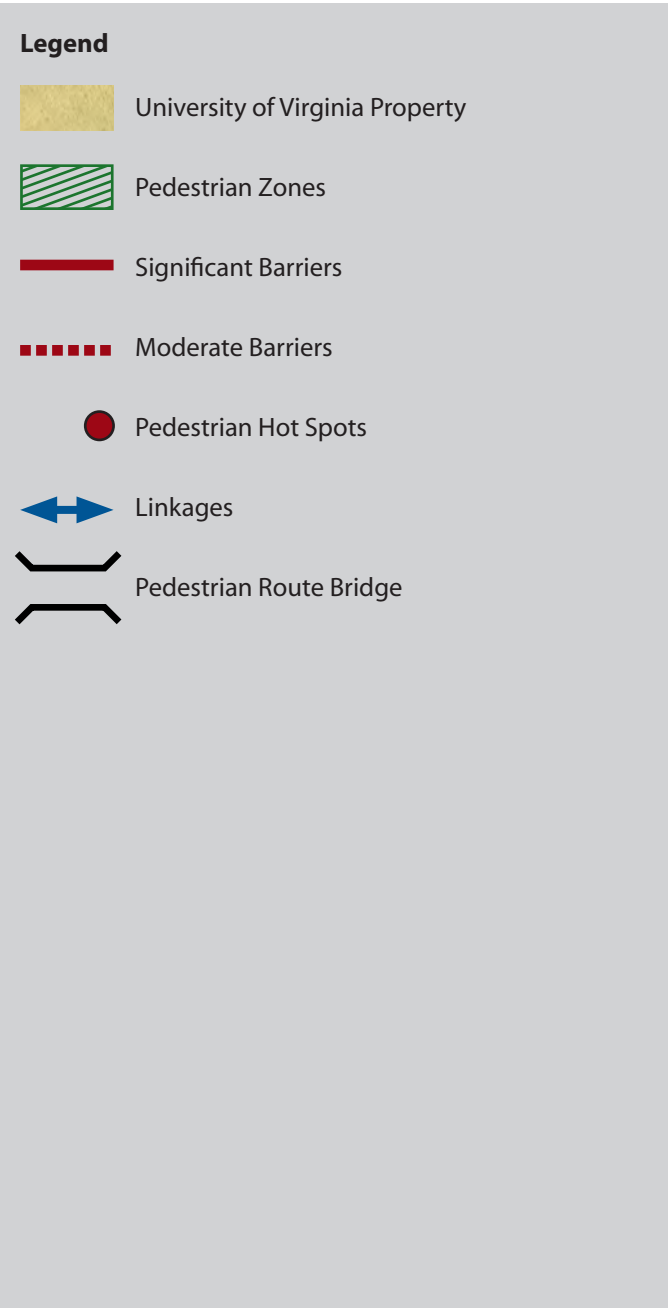 Legend
University of Virginia Property
Pedestrian Zones
Significant Barriers
Moderate Barriers
Pedestrian Hot Spots
Linkages
Pedestrian Route Bridge